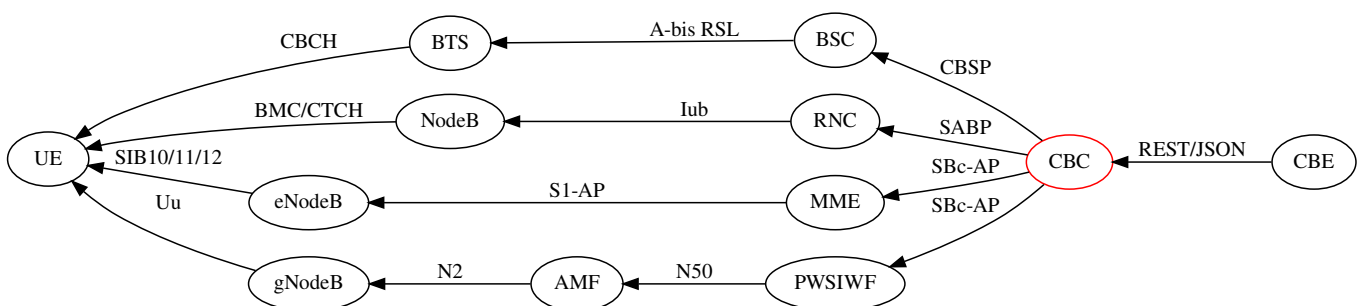 CBCH
BTS
A-bis RSL
BSC
CBSP
BMC/CTCH
NodeB
Iub
RNC
SABP
UE
SIB10/11/12
SBc-AP
CBC
REST/JSON
CBE
Uu
eNodeB
S1-AP
MME
SBc-AP
gNodeB
N2
AMF
N50
PWSIWF